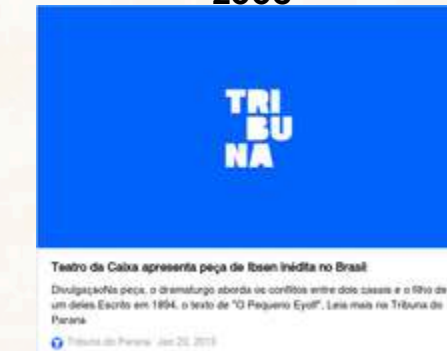 TRI
BU
NA
Teatro da Caixa apresenta peça de Ibsen inédita no Brasil
DivulgaçãoNa peça, o dramaturgo aborda os conflitos entre dois casais e o filho de
um deles.Escrito em 1894, o texto de "O Pequeno Eyolf". Leia mais na Tribuna do
Paraná.
Tribuna do Paraná Jan 20,